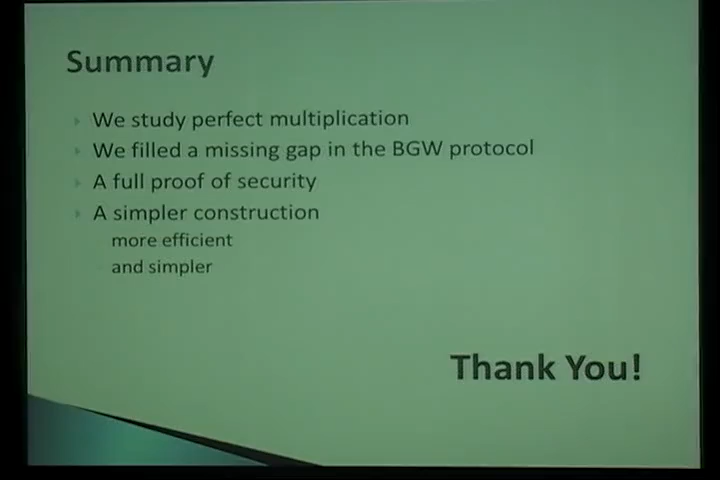 Summary
We study perfect multiplication
We filled a missing gap in the BGW protocol
A full proof of security
A simpler construction
more efficient
and simpler
Thank You!